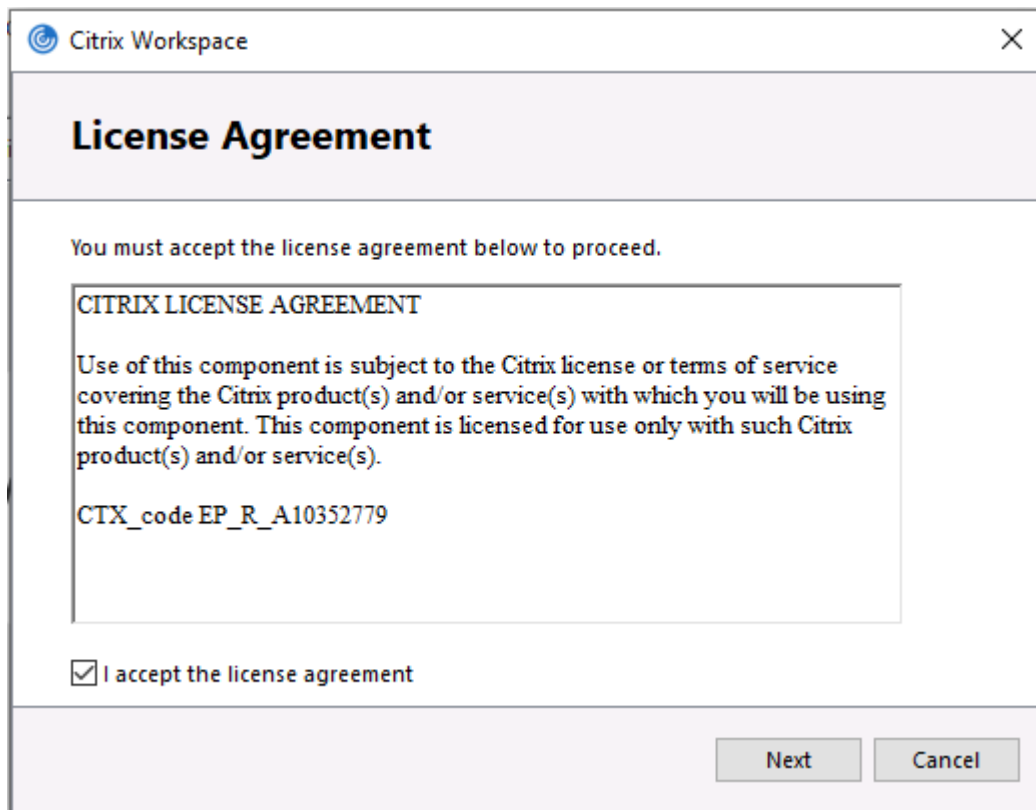 Citrix Workspace
License Agreement
You must accept the license agreement below to proceed.
CITRIX LICENSE AGREEMENT
Use of this component is subject to the Citrix license or terms of service
covering the Citrix product(s) and/or service(s) with which you will be using
this component. This component is licensed for use only with such Citrix
product(s) and/or service(s).
CTX_code EP_R_A10352779
I accept the license agreement
Next Cancel